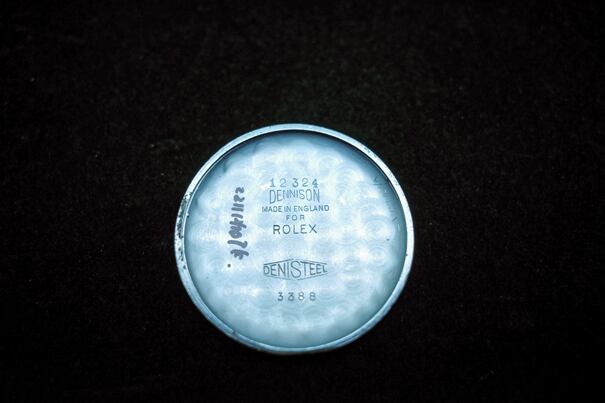 12324
DENNISON
MADE IN ENGLAND
FOR
ROLEX
DENISTEEL
3388